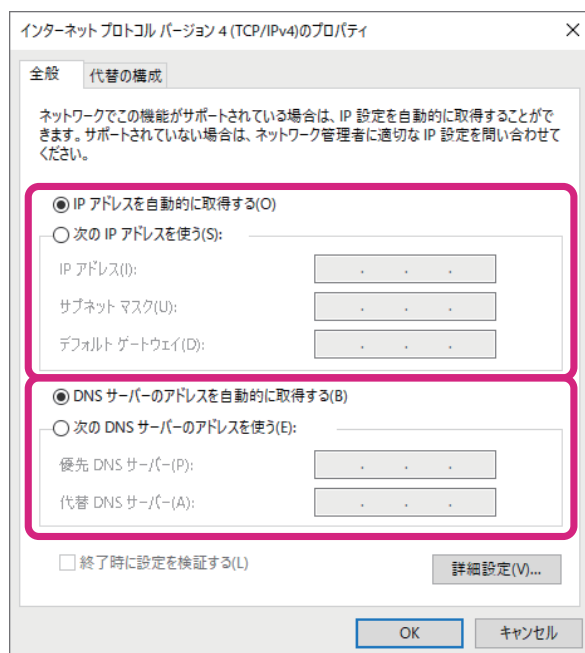 インターネット プロトコル バージョン 4 (TCP/IPv4)のプロパティ
全般
代替の構成
ネットワークでこの機能がサポートされている場合は、IP 設定を自動的に取得することがで
きます。サポートされていない場合は、ネットワーク管理者に適切な IP 設定を問い合わせて
ください。
IP アドレスを自動的に取得する(O)
次の IP アドレスを使う(S):
IP アドレス(I):
サブネット マスク(U):
デフォルト ゲートウェイ(D):
DNS サーバーのアドレスを自動的に取得する(B)
次の DNS サーバーのアドレスを使う(E):
優先 DNS サーバー(P):
代替 DNS サーバー(A):
終了時に設定を検証する(L)
詳細設定(V)...
OK
キャンセル